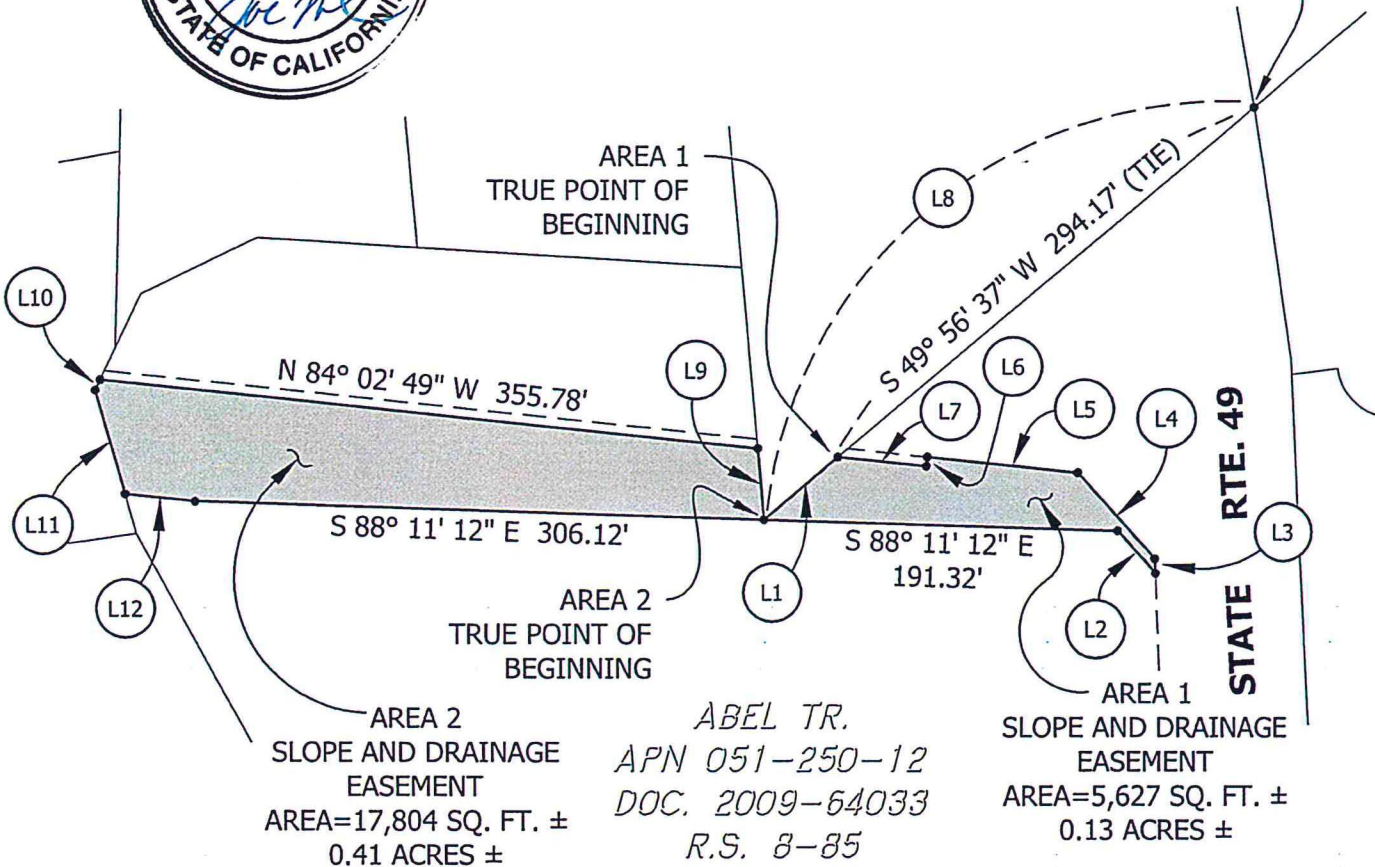 STATE OF CALIFORNI
AREA 1
TRUE POINT OF
BEGINNING
L8
S 49° 56' 37" W 294.17' (TIE)
L10
N 84° 02' 49" W 355.78'
L9
L7
L6
L5
L4
STATE RTE. 49
L11
S 88° 11' 12" E 306.12'
S 88° 11' 12" E
191.32'
L3
L12
L1
L2
AREA 2
TRUE POINT OF
BEGINNING
AREA 2
SLOPE AND DRAINAGE
EASEMENT
AREA=17,804 SQ. FT. ±
0.41 ACRES ±
ABEL TR.
APN 051-250-12
DOC. 2009-64033
R.S. 8-85
AREA 1
SLOPE AND DRAINAGE
EASEMENT
AREA=5,627 SQ. FT. ±
0.13 ACRES ±